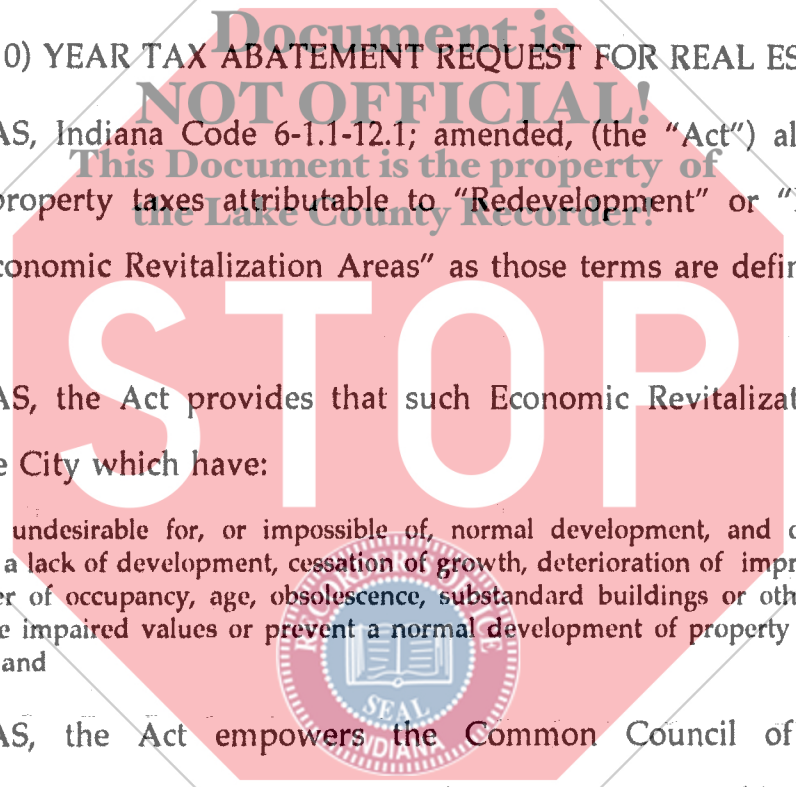 Document is
0) YEAR TAX ABATEMENT REQUEST FOR REAL ES
NOT OFFICIAL!
AS, Indiana Code 6-1.1-12.1; amended, (the “Act”) al
This Document is the property of
property taxes attributable to “Redevelopment” or “
the Lake County Recorder!
conomic Revitalization Areas” as those terms are defin
STOP
AS, the Act provides that such Economic Revitalizat
e City which have:
undesirable for, or impossible of, normal development, and
a lack of development, cessation of growth, deterioration of impr
er of occupancy, age, obsolescence, substandard buildings or oth
e impaired values or prevent a normal development of property
and
RECORDER'S OFFICE
SEAL
INDIANA
AS, the Act empowers the Common Council of